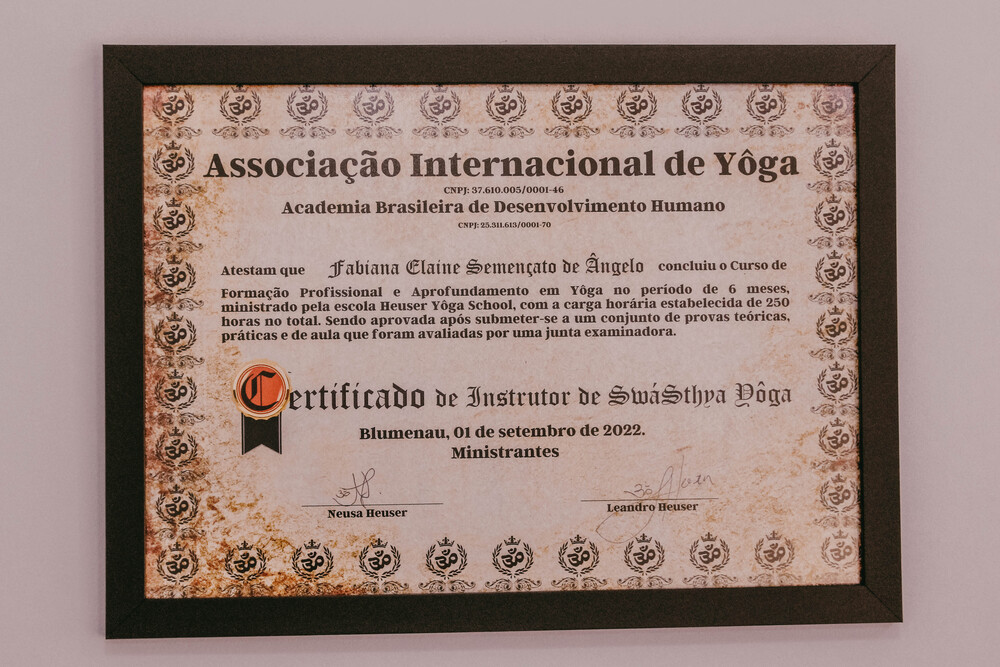 Associação Internacional de Yôga
CNPJ: 37.610.005/0001-46
Academia Brasileira de Desenvolvimento Humano
CNPJ: 25.311.613/0001-70
Atestam que Fabiana Elaine Semençato de Ângelo concluiu o Curso de
Formação Profissional e Aprofundamento em Yôga no período de 6 meses,
ministrado pela escola Heuser Yôga School, com a carga horária estabelecida de 250
horas no total. Sendo aprovada após submeter-se a um conjunto de provas teóricas,
práticas e de aula que foram avaliadas por uma junta examinadora.
Certificado de Instrutor de SwáSthya Yôga
Blumenau, 01 de setembro de 2022.
Ministrantes
Neusa Heuser
Leandro Heuser